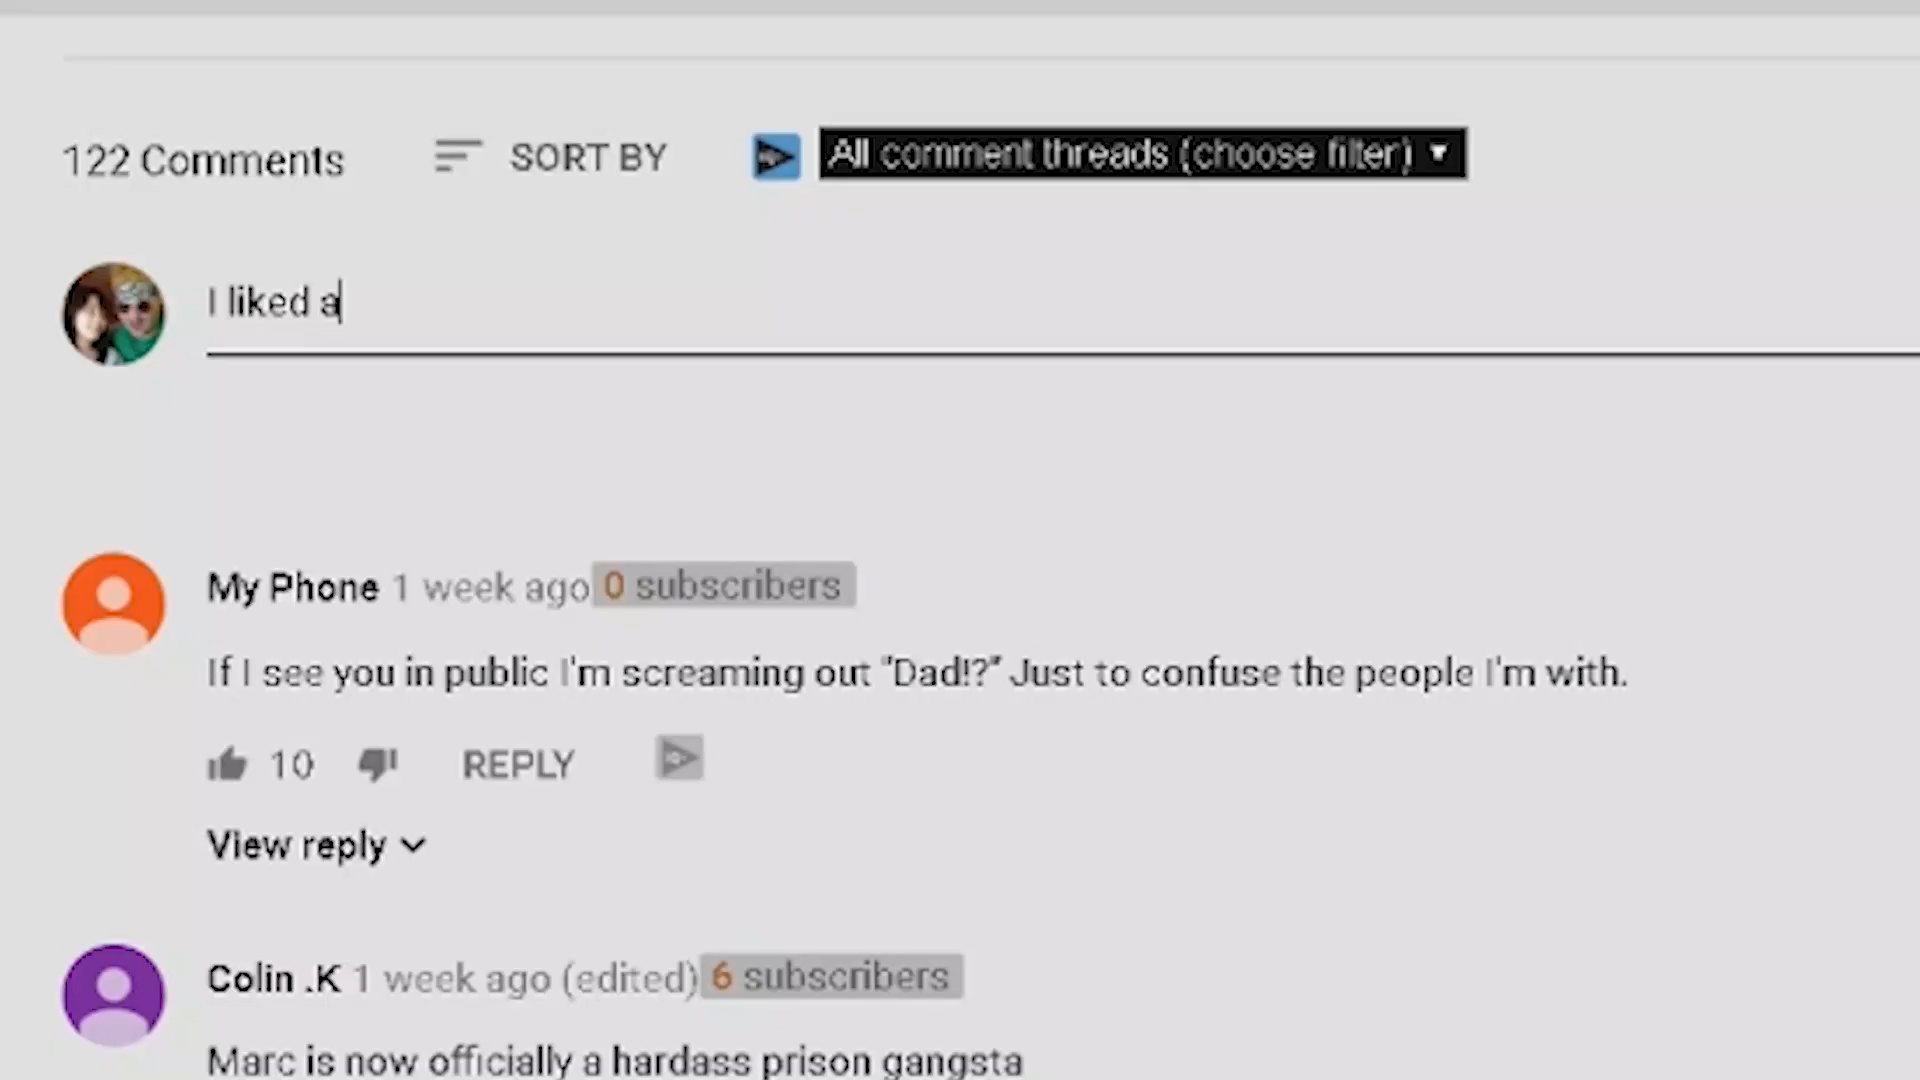 122 Comments SORT BY All comment threads (choose filter) ▼
I liked a
My Phone 1 week ago 0 subscribers
If I see you in public I'm screaming out "Dad!?" Just to confuse the people I'm with.
10 REPLY
View reply
Colin .K 1 week ago (edited) 6 subscribers
Marc is now officially a hardass prison gangsta